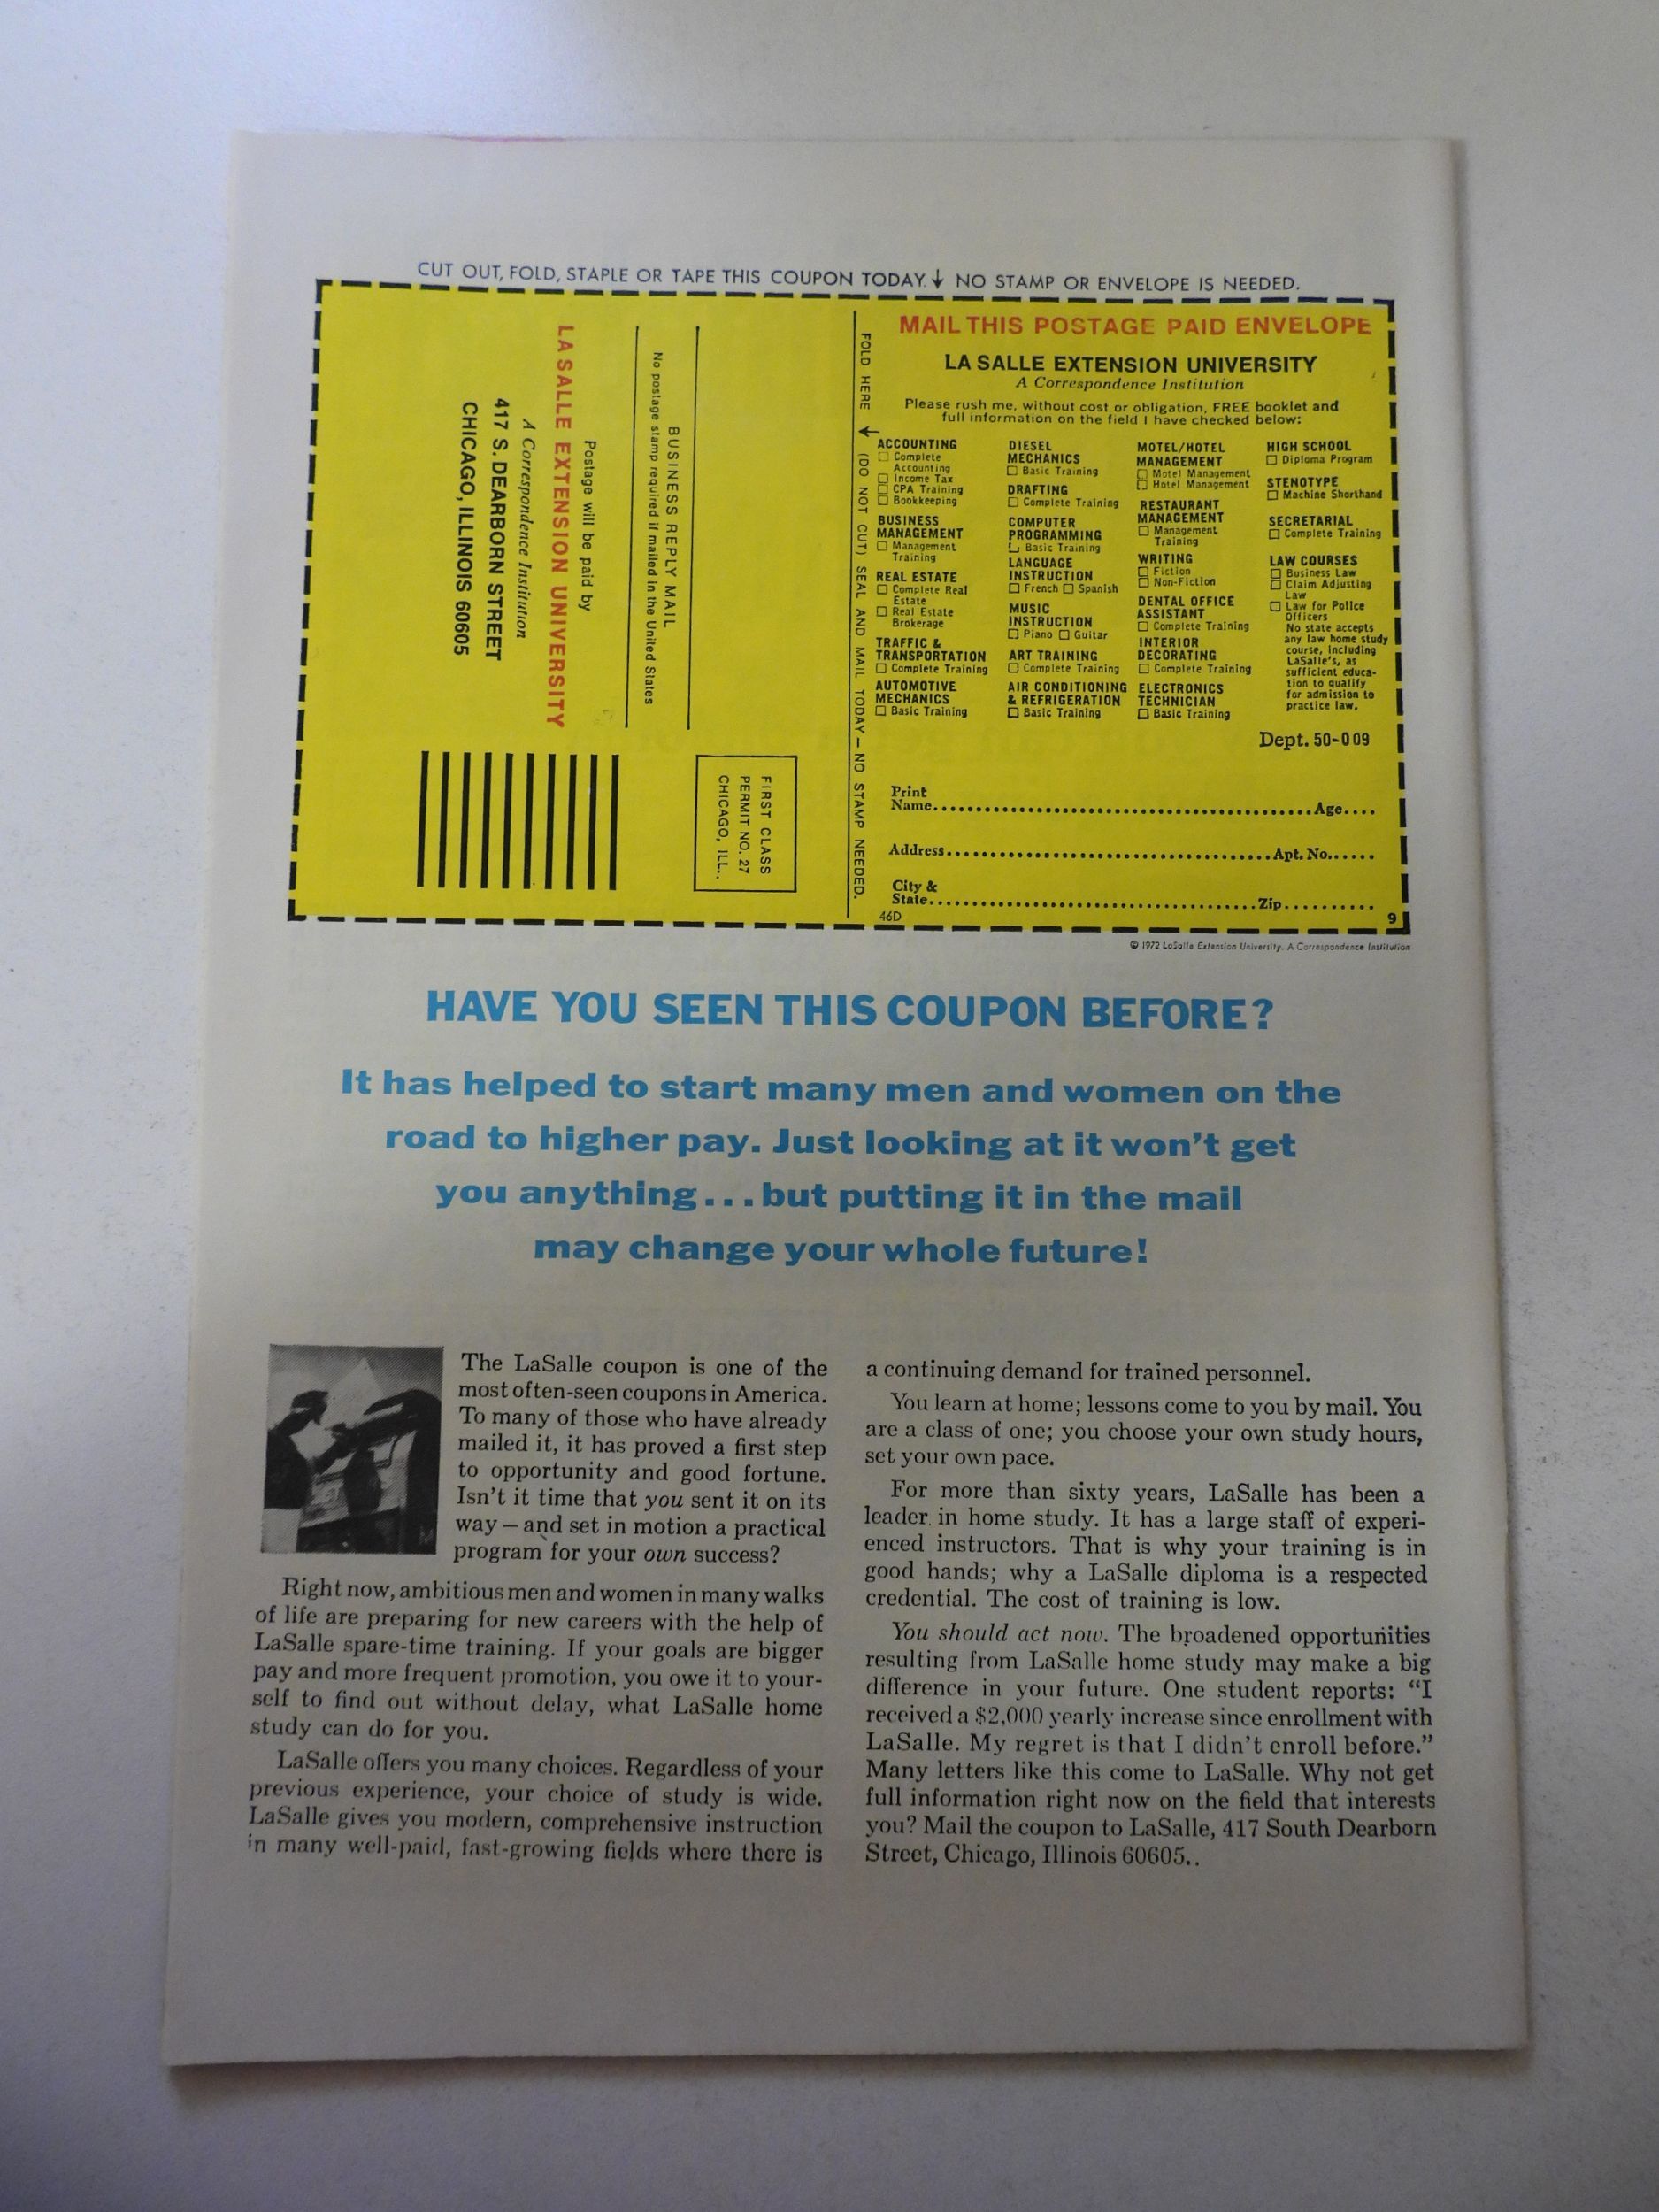 CUT OUT, FOLD, STAPLE OR TAPE THIS COUPON TODAY.↓ NO STAMP OR ENVELOPE IS NEEDED.
BUSINESS REPLY MAIL
No postage stamp required if mailed in the United States
Postage will be paid by
LA SALLE EXTENSION UNIVERSITY
A Correspondence Institution
417 S. DEARBORN STREET
CHICAGO, ILLINOIS 60605
FIRST CLASS
PERMIT NO. 27
CHICAGO, ILL..
FOLD HERE ← (DO NOT CUT) SEAL AND MAIL TODAY — NO STAMP NEEDED.
MAIL THIS POSTAGE PAID ENVELOPE
LA SALLE EXTENSION UNIVERSITY
A Correspondence Institution
Please rush me, without cost or obligation, FREE booklet and
full information on the field I have checked below:
ACCOUNTING
☐ Complete
Accounting
☐ Income Tax
☐ CPA Training
☐ Bookkeeping
BUSINESS
MANAGEMENT
☐ Management
Training
REAL ESTATE
☐ Complete Real
Estate
☐ Real Estate
Brokerage
TRAFFIC &
TRANSPORTATION
☐ Complete Training
AUTOMOTIVE
MECHANICS
☐ Basic Training
DIESEL
MECHANICS
☐ Basic Training
DRAFTING
☐ Complete Training
COMPUTER
PROGRAMMING
☐ Basic Training
LANGUAGE
INSTRUCTION
☐ French ☐ Spanish
MUSIC
INSTRUCTION
☐ Piano ☐ Guitar
ART TRAINING
☐ Complete Training
AIR CONDITIONING
& REFRIGERATION
☐ Basic Training
MOTEL/HOTEL
MANAGEMENT
☐ Motel Management
☐ Hotel Management
RESTAURANT
MANAGEMENT
☐ Management
Training
WRITING
☐ Fiction
☐ Non-Fiction
DENTAL OFFICE
ASSISTANT
☐ Complete Training
INTERIOR
DECORATING
☐ Complete Training
ELECTRONICS
TECHNICIAN
☐ Basic Training
HIGH SCHOOL
☐ Diploma Program
STENOTYPE
☐ Machine Shorthand
SECRETARIAL
☐ Complete Training
LAW COURSES
☐ Business Law
☐ Claim Adjusting
Law
☐ Law for Police
Officers
No state accepts
any law home study
course, including
LaSalle's, as
sufficient educa-
tion to qualify
for admission to
practice law.
Dept. 50-009
Print
Name....................Age....
Address....................Apt. No......
City &
State....................Zip..........
46D
9
© 1972 LaSalle Extension University. A Correspondence Institution
HAVE YOU SEEN THIS COUPON BEFORE?
It has helped to start many men and women on the
road to higher pay. Just looking at it won't get
you anything...but putting it in the mail
may change your whole future!
The LaSalle coupon is one of the
most often-seen coupons in America.
To many of those who have already
mailed it, it has proved a first step
to opportunity and good fortune.
Isn't it time that you sent it on its
way — and set in motion a practical
program for your own success?
Right now, ambitious men and women in many walks
of life are preparing for new careers with the help of
LaSalle spare-time training. If your goals are bigger
pay and more frequent promotion, you owe it to your-
self to find out without delay, what LaSalle home
study can do for you.
LaSalle offers you many choices. Regardless of your
previous experience, your choice of study is wide.
LaSalle gives you modern, comprehensive instruction
in many well-paid, fast-growing fields where there is
a continuing demand for trained personnel.
You learn at home; lessons come to you by mail. You
are a class of one; you choose your own study hours,
set your own pace.
For more than sixty years, LaSalle has been a
leader in home study. It has a large staff of experi-
enced instructors. That is why your training is in
good hands; why a LaSalle diploma is a respected
credential. The cost of training is low.
You should act now. The broadened opportunities
resulting from LaSalle home study may make a big
difference in your future. One student reports: "I
received a $2,000 yearly increase since enrollment with
LaSalle. My regret is that I didn't enroll before."
Many letters like this come to LaSalle. Why not get
full information right now on the field that interests
you? Mail the coupon to LaSalle, 417 South Dearborn
Street, Chicago, Illinois 60605..